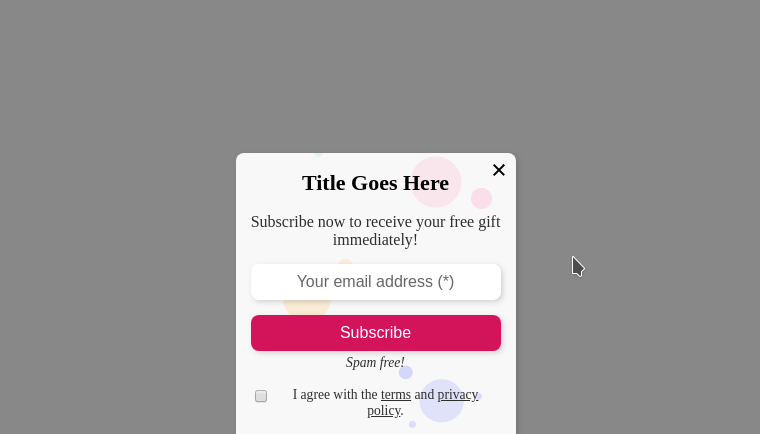 Title Goes Here
Subscribe now to receive your free gift
immediately!
Your email address (*)
Subscribe
Spam free!
I agree with the terms and privacy
policy.